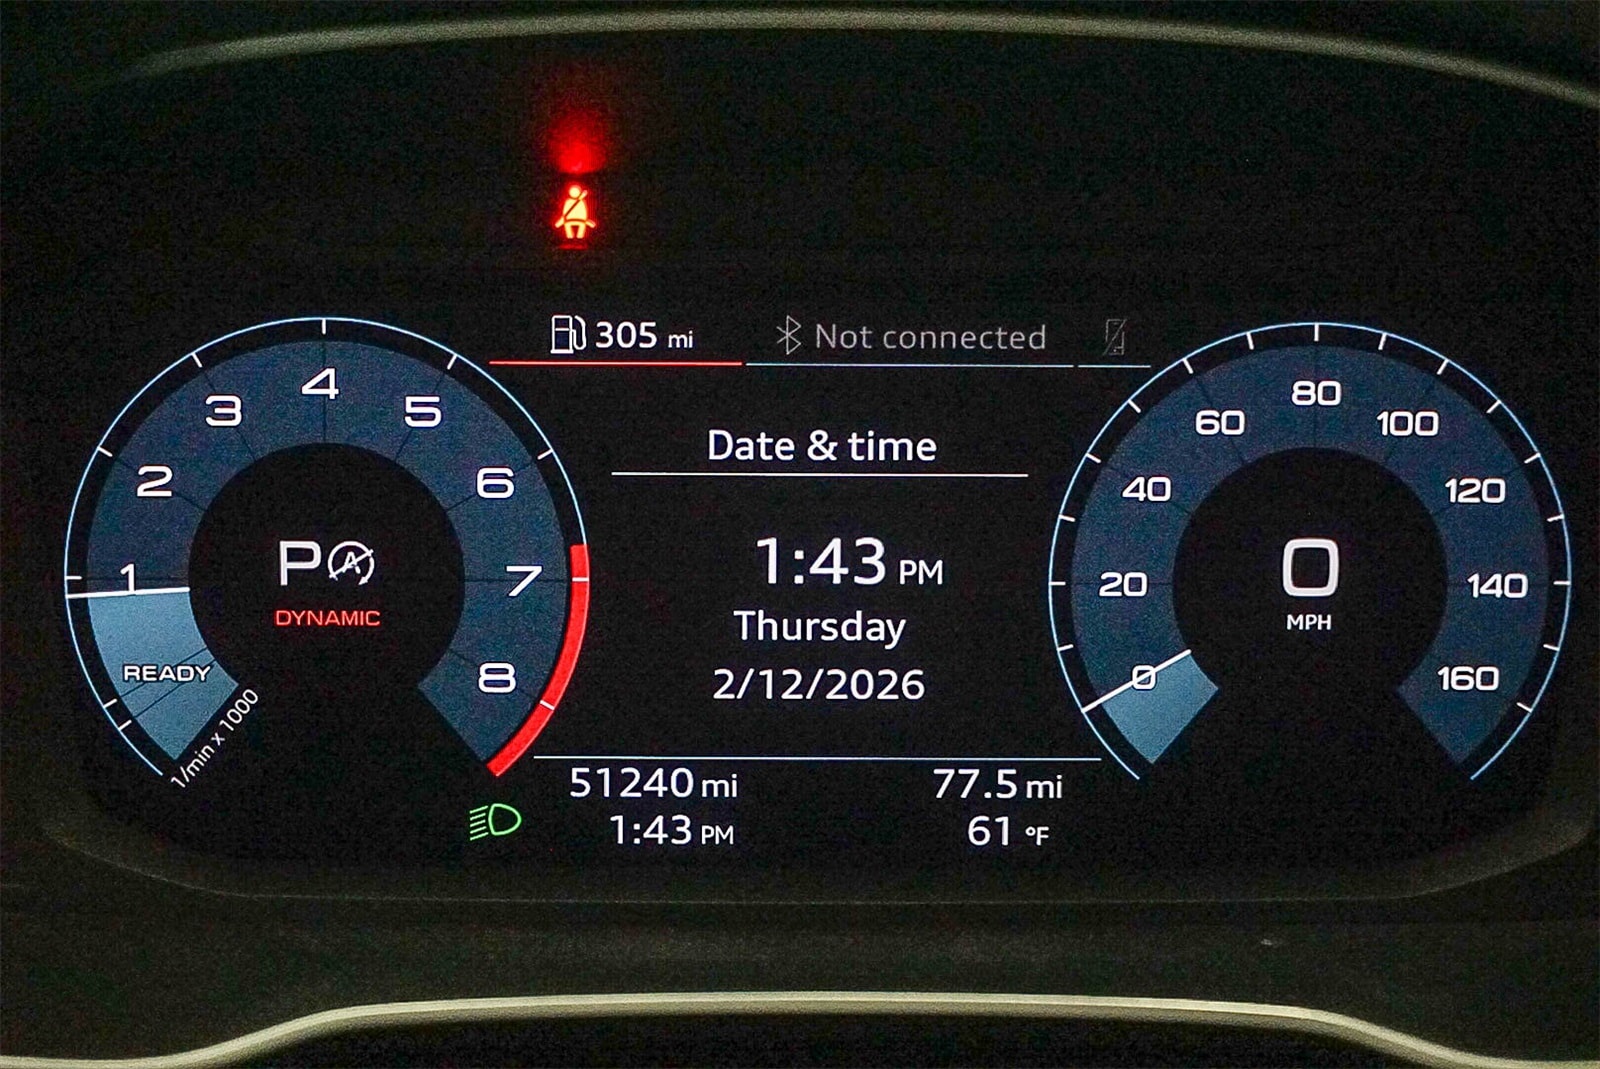 305 mi
Not connected
Date & time
1:43 PM
Thursday
2/12/2026
51240 mi
77.5 mi
1:43 PM
61 °F
1
2
3
4
5
6
7
8
READY
1/min x 1000
P
A
DYNAMIC
0
20
40
60
80
100
120
140
160
0
MPH